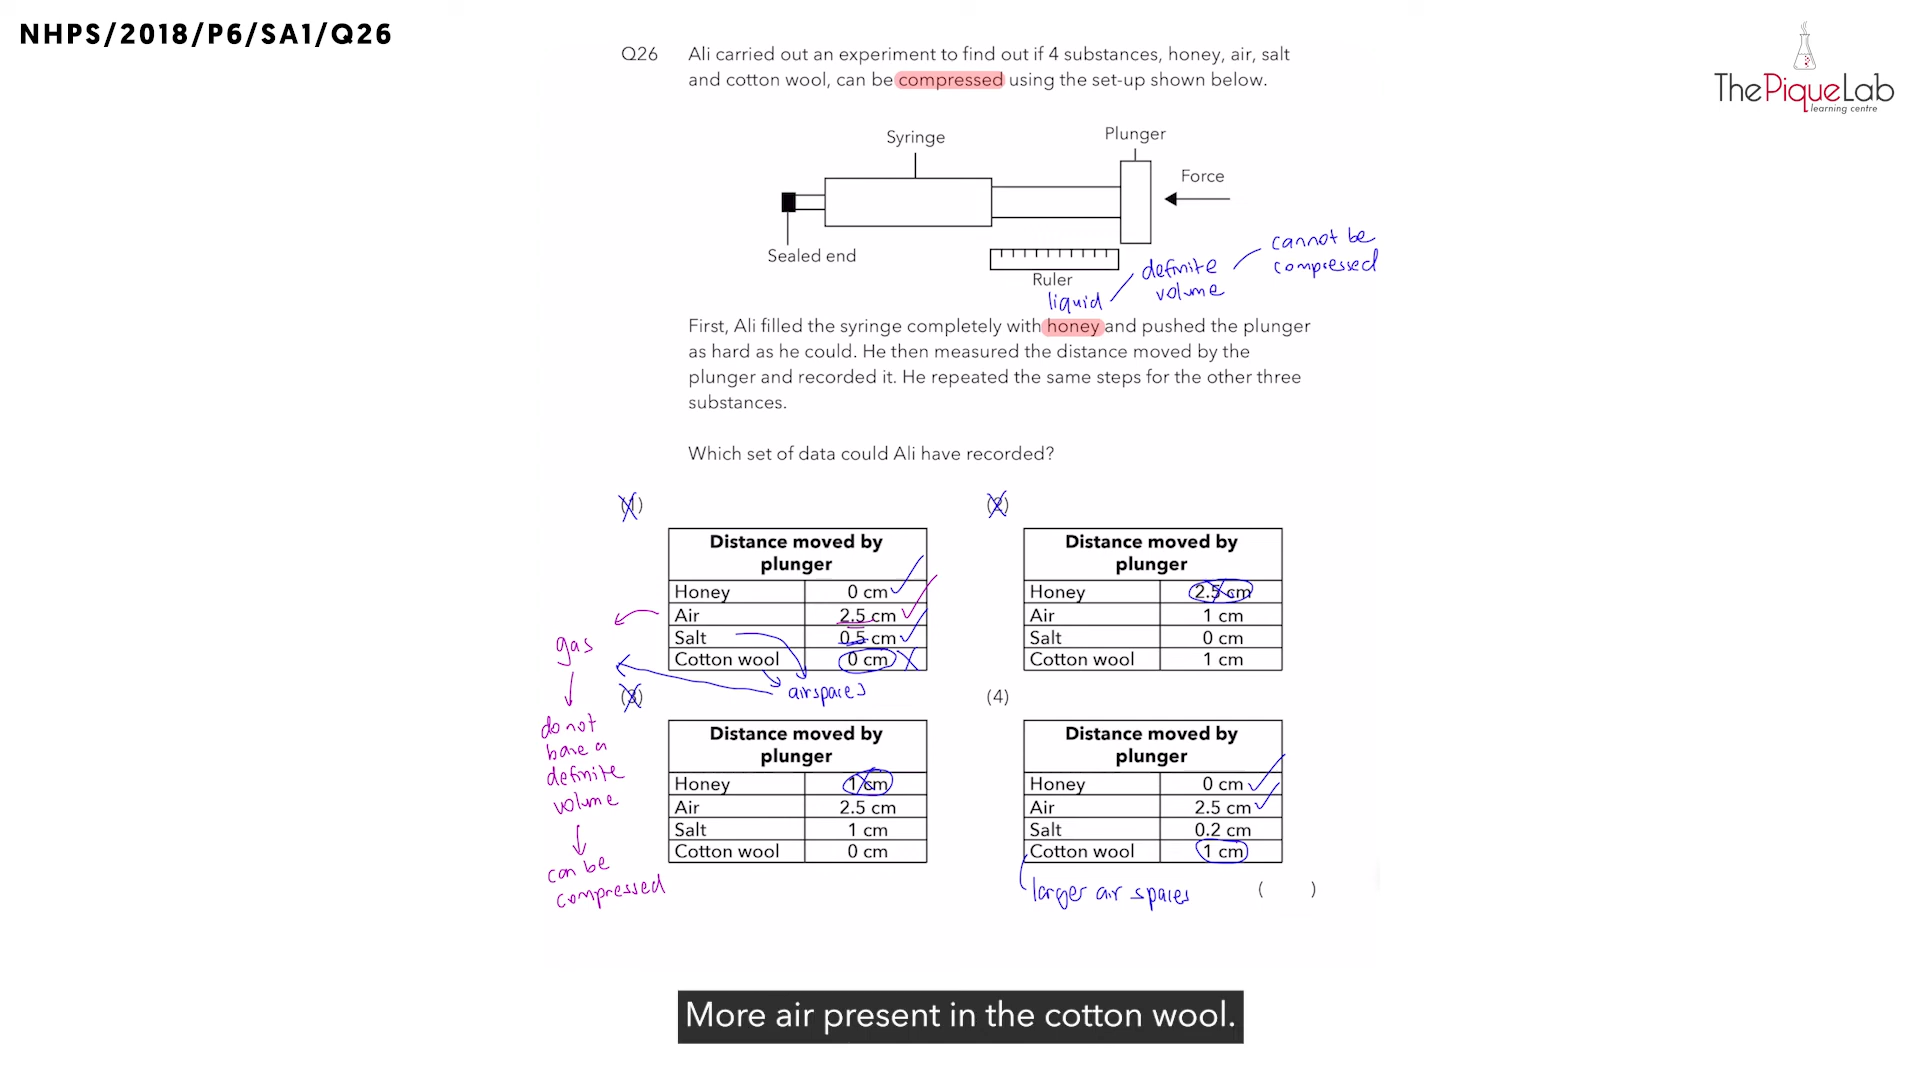 NHPS/2018/P6/SA1/Q26
ThePiqueLab
learning centre
Q26 Ali carried out an experiment to find out if 4 substances, honey, air, salt
and cotton wool, can be compressed using the set-up shown below.
Syringe
Plunger
Force
Sealed end
Ruler
liquid
definite
volume
cannot be
compressed
First, Ali filled the syringe completely with honey and pushed the plunger
as hard as he could. He then measured the distance moved by the
plunger and recorded it. He repeated the same steps for the other three
substances.
Which set of data could Ali have recorded?
(1)
Distance moved by
plunger
Honey 0 cm
Air 2.5 cm
Salt 0.5 cm
Cotton wool 0 cm
airspaces
gas
do not
have a
definite
volume
can be
compressed
(2)
Distance moved by
plunger
Honey 2.5 cm
Air 1 cm
Salt 0 cm
Cotton wool 1 cm
(3)
Distance moved by
plunger
Honey 1 cm
Air 2.5 cm
Salt 1 cm
Cotton wool 0 cm
(4)
Distance moved by
plunger
Honey 0 cm
Air 2.5 cm
Salt 0.2 cm
Cotton wool 1 cm
larger air spaces
( )
More air present in the cotton wool.